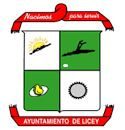 Nacimos para servir
AYUNTAMIENTO DE LICEY